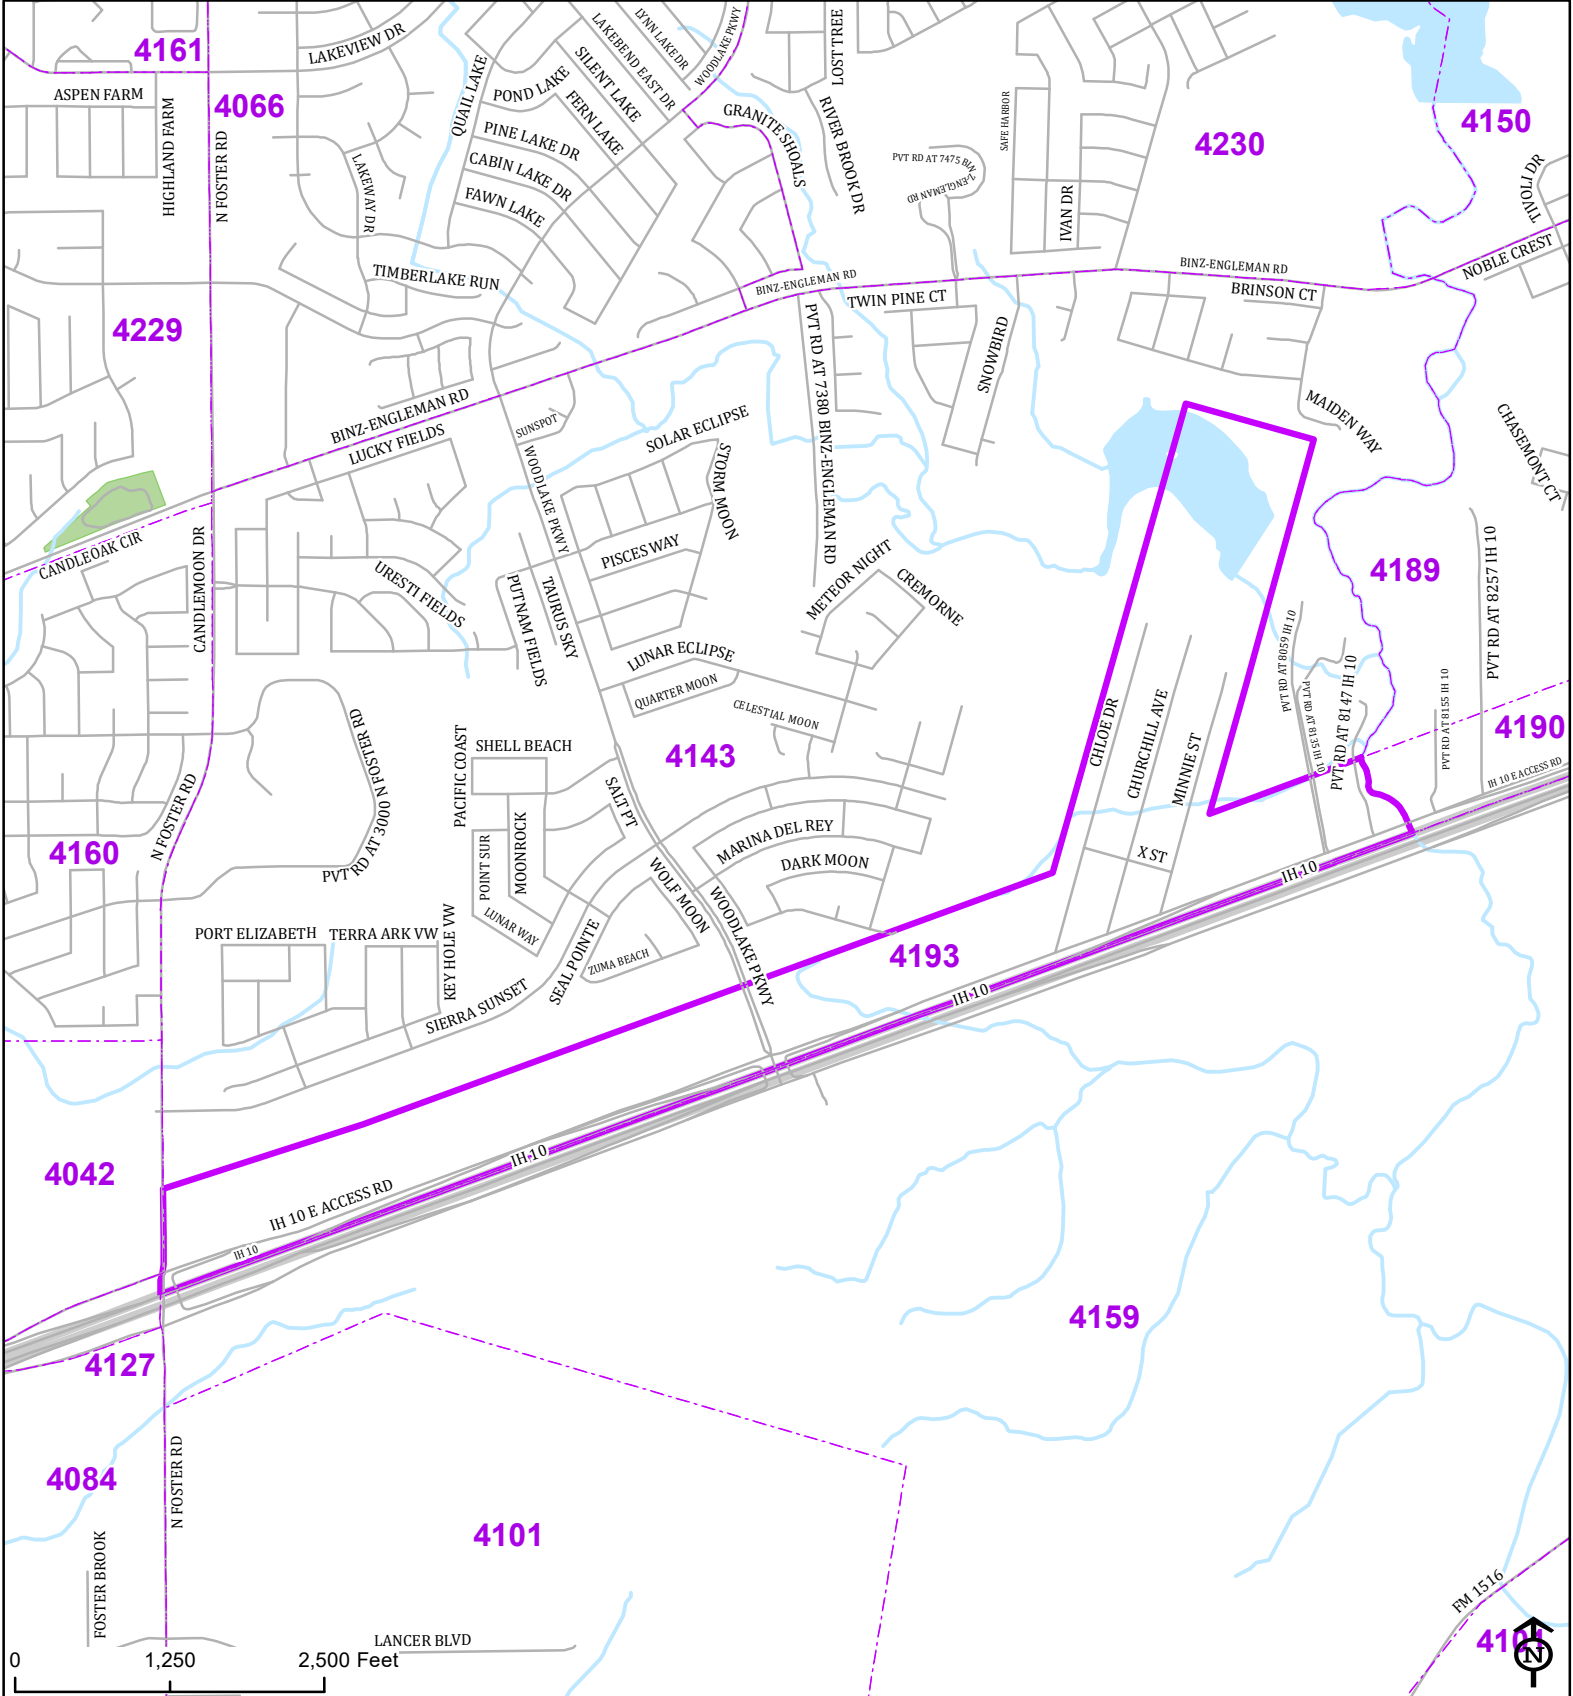 4161
LAKEVIEW DR
LYNN LAKE DR
LAKEBEND EAST DR
WOODLAKE PKWY
LOST TREE
ASPEN FARM
4066
QUAIL LAKE
POND LAKE
SILENT LAKE
FERN LAKE
HIGHLAND FARM
N FOSTER RD
PINE LAKE DR
CABIN LAKE DR
FAWN LAKE
GRANITE SHOALS
RIVER BROOK DR
SAFE HARBOR
4230
4150
LAKEWAY DR
PVT RD AT 7475 BIN
Z-ENGLEMAN RD
IVAN DR
TIVOLI DR
NOBLE CREST
TIMBERLAKE RUN
BINZ-ENGLEMAN RD
BINZ-ENGLEMAN RD
TWIN PINE CT
BRINSON CT
4229
PVT RD AT 7380 BINZ-ENGLEMAN RD
SNOWBIRD
BINZ-ENGLEMAN RD
LUCKY FIELDS
SUNSPOT
SOLAR ECLIPSE
STORM MOON
MAIDEN WAY
CHASEMONT CT
WOODLAKE PKWY
CANDLEOAK CIR
CANDLEMOON DR
PISCES WAY
URESTI FIELDS
PUTNAM FIELDS
TAURUS SKY
METEOR NIGHT
CREMORNE
4189
PVT RD AT 8257 IH 10
PVT RD AT 8059 IH 10
LUNAR ECLIPSE
QUARTER MOON
CELESTIAL MOON
PVT RD AT 8135 IH 10
PVT RD AT 8147 IH 10
PVT RD AT 8155 IH 10
4190
IH 10 E ACCESS RD
PVT RD AT 3000 N FOSTER RD
PACIFIC COAST
SHELL BEACH
4143
CHLOE DR
CHURCHILL AVE
MINNIE ST
SALT PT
N FOSTER RD
4160
POINT SUR
MOONROCK
MARINA DEL REY
DARK MOON
X ST
IH 10
WOLF MOON
WOODLAKE PKWY
LUNAR WAY
PORT ELIZABETH
TERRA ARK VW
KEY HOLE VW
SEAL POINTE
ZUMA BEACH
4193
SIERRA SUNSET
IH 10
4042
IH 10
IH 10 E ACCESS RD
IH 10
4159
4127
4084
N FOSTER RD
4101
FOSTER BROOK
LANCER BLVD
FM 1516
N
0 1,250 2,500 Feet